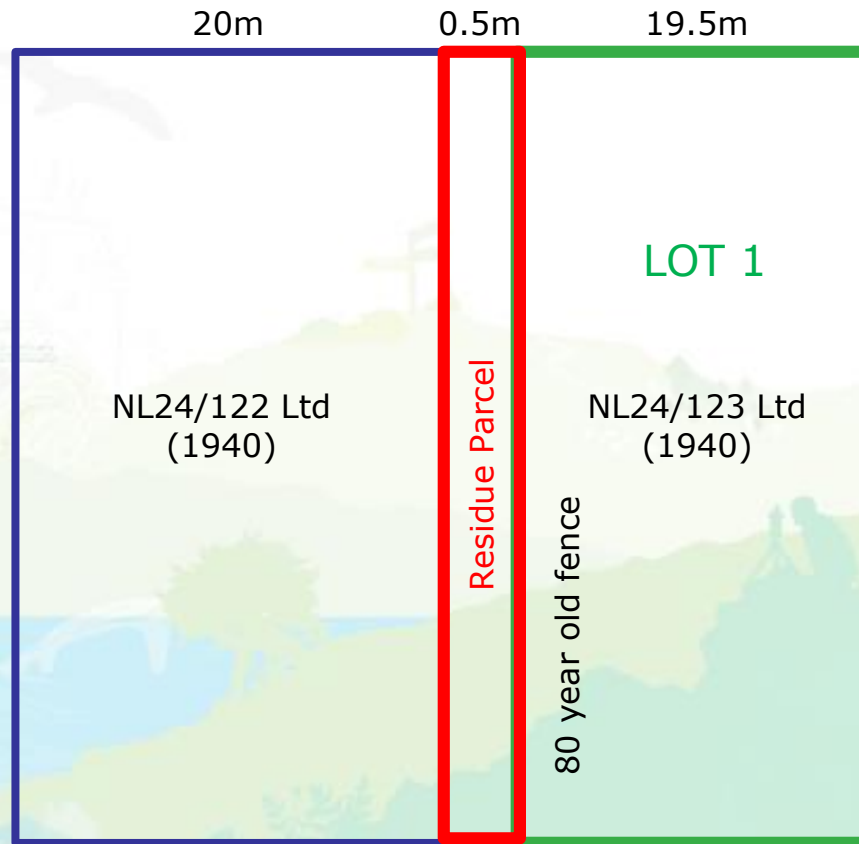 20m 0.5m 19.5m
LOT 1
NL24/122 Ltd
(1940)
Residue Parcel
NL24/123 Ltd
(1940)
80 year old fence